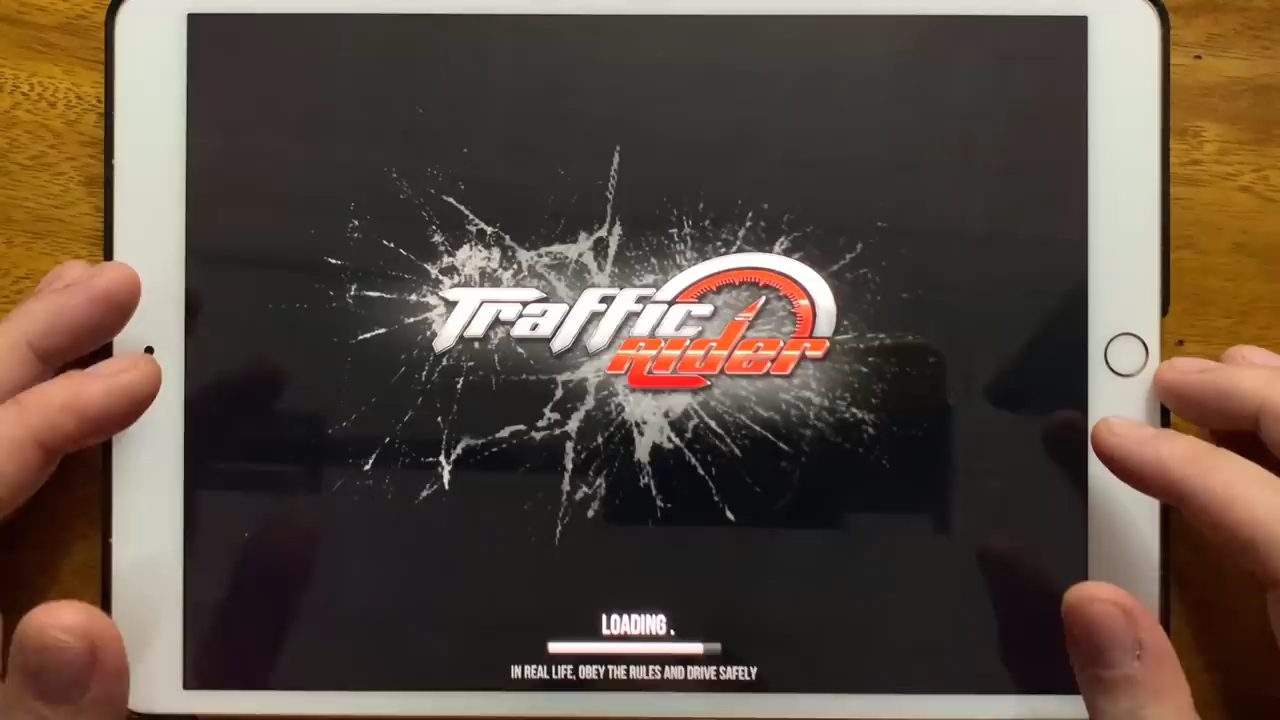 Traffic
Rider
LOADING .
IN REAL LIFE, OBEY THE RULES AND DRIVE SAFELY